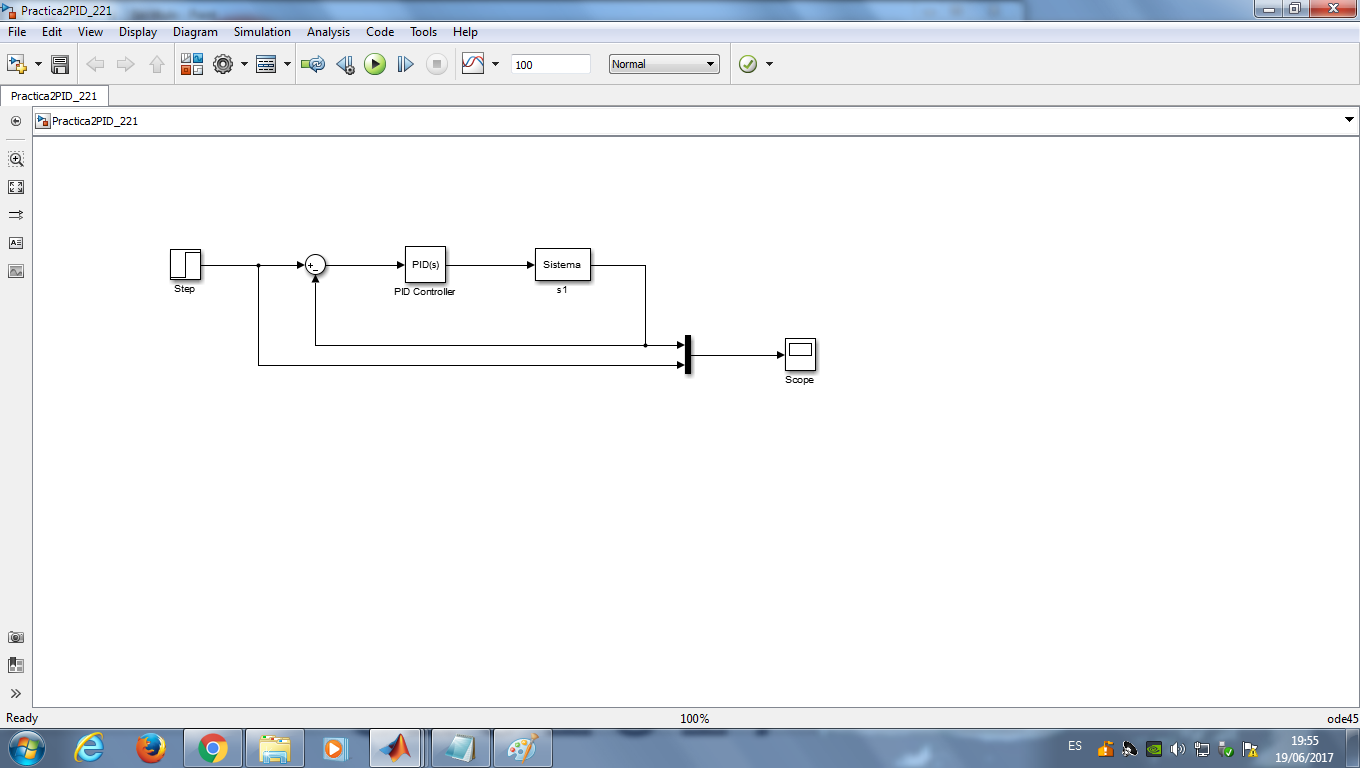 Practica2PID_221
File Edit View Display Diagram Simulation Analysis Code Tools Help
100 Normal
Practica2PID_221
Practica2PID_221
Step
+
_
PID(s)
PID Controller
Sistema
s1
Scope
Ready 100% ode45
ES 19:55
19/06/2017